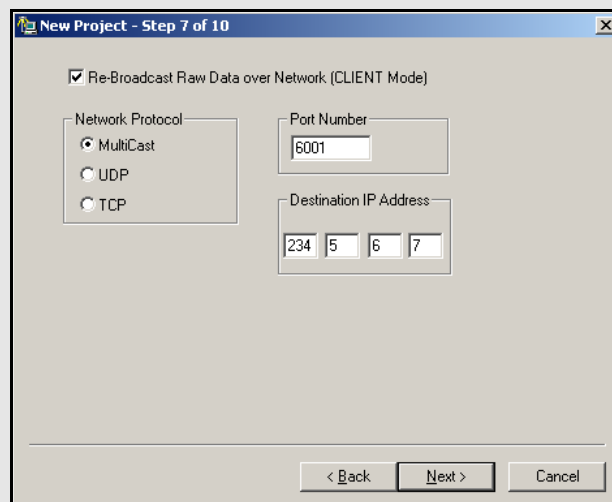 New Project - Step 7 of 10
Re-Broadcast Raw Data over Network (CLIENT Mode)
Network Protocol
MultiCast
UDP
TCP
Port Number
6001
Destination IP Address
234 5 6 7
< Back Next > Cancel